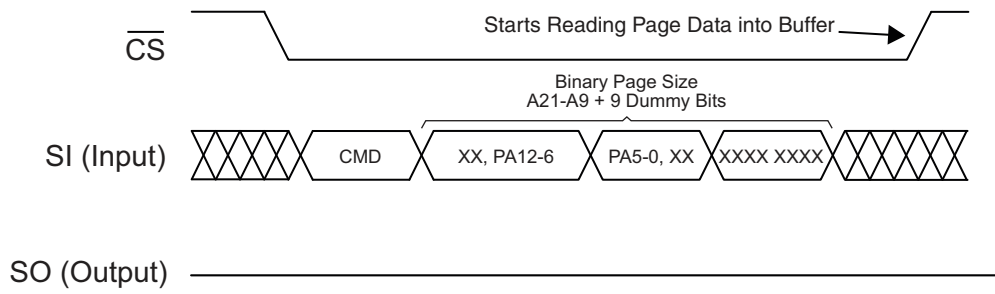 Starts Reading Page Data into Buffer
CS
Binary Page Size
A21-A9 + 9 Dummy Bits
SI (Input)
CMD
XX, PA12-6
PA5-0, XX
XXXX XXXX
SO (Output)